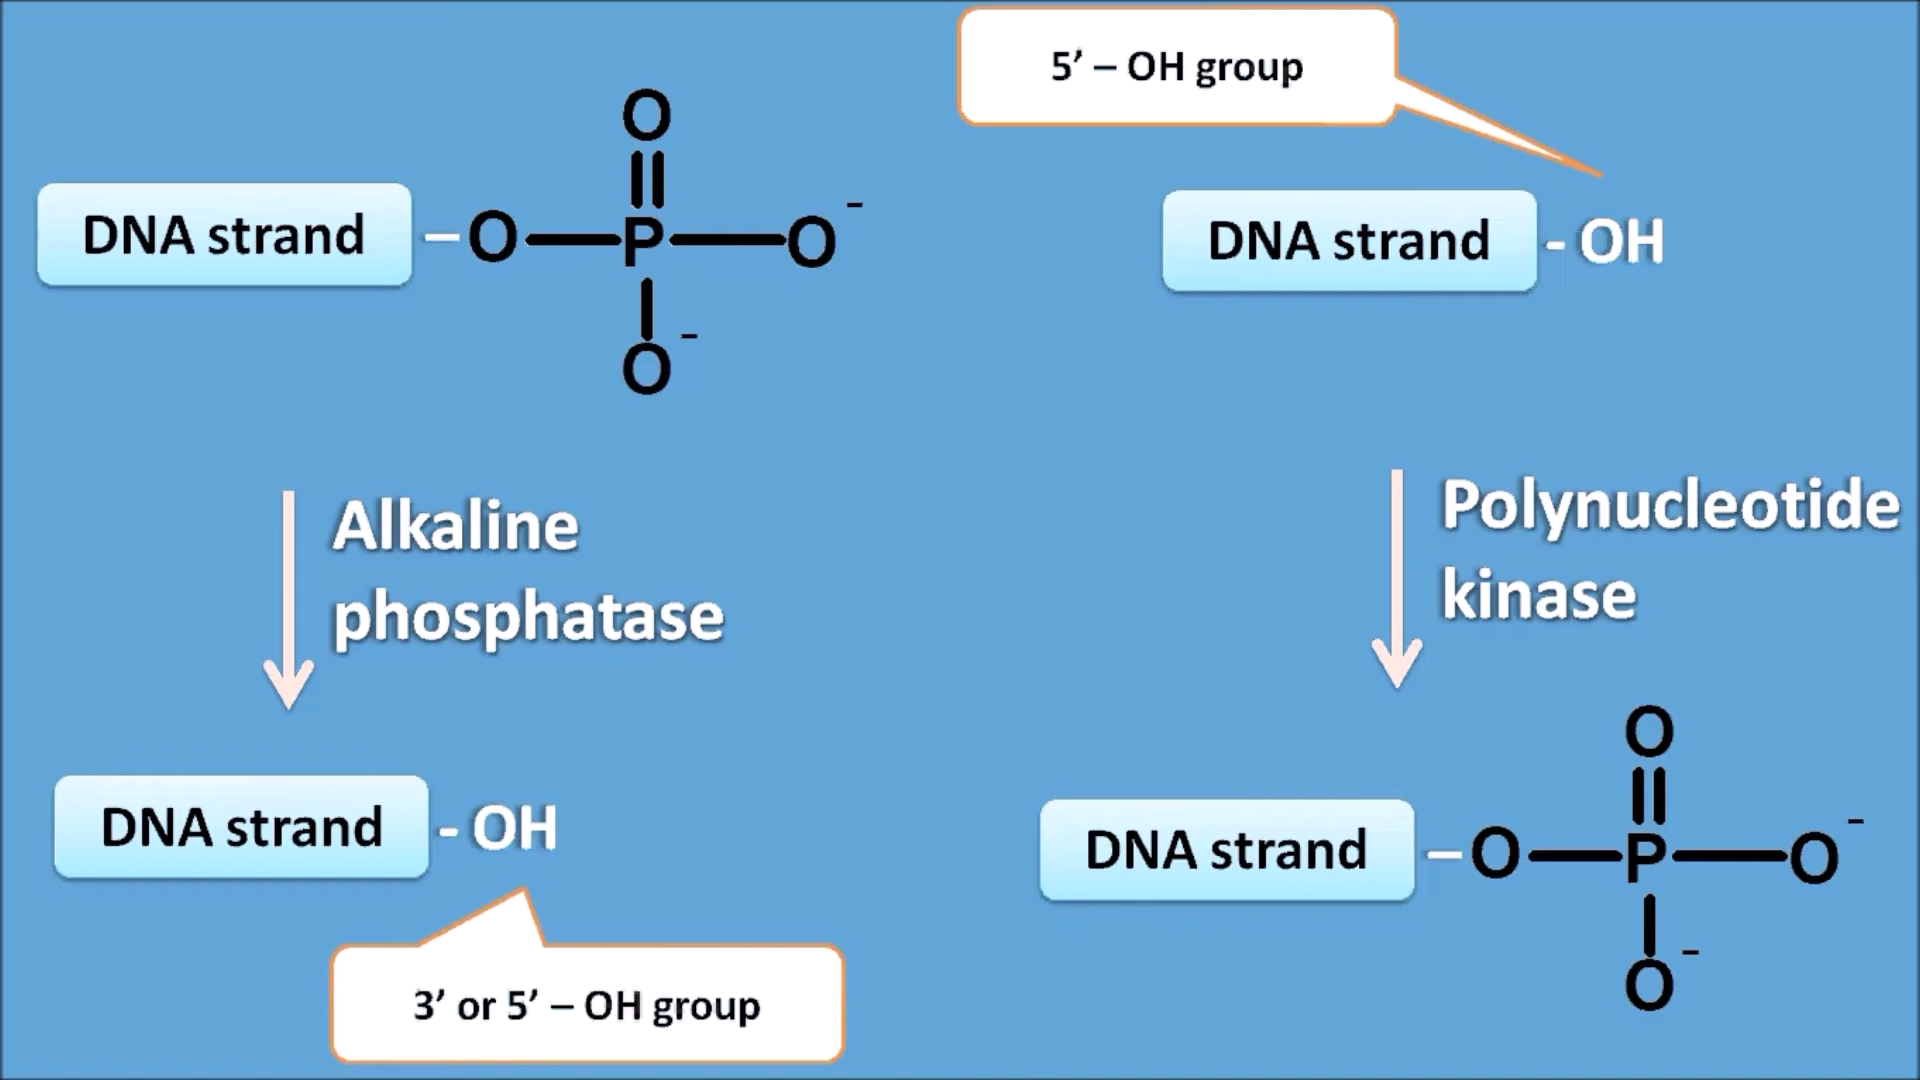 5’ – OH group
O
DNA strand – O P O -
O -
DNA strand - OH
Alkaline
phosphatase
Polynucleotide
kinase
DNA strand - OH
3’ or 5’ – OH group
O
DNA strand – O P O -
O -